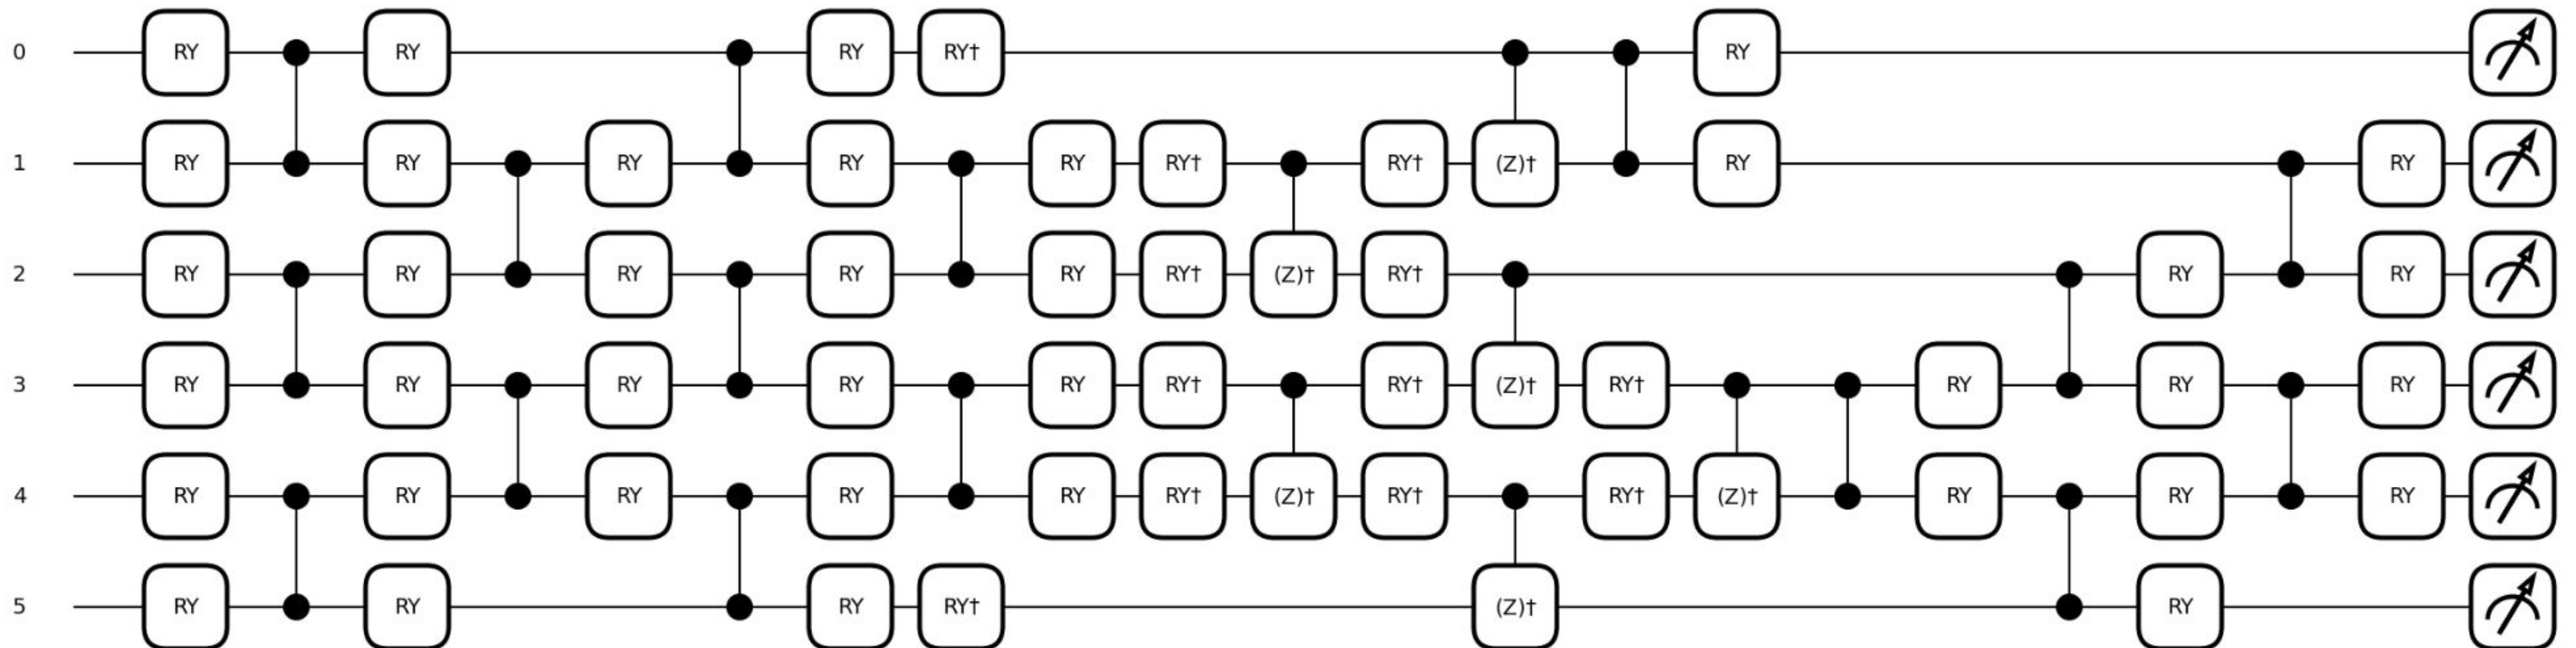 0 RY RY RY RY† RY
1 RY RY RY RY RY RY† RY† (Z)† RY RY
2 RY RY RY RY RY RY† (Z)† RY† RY RY
3 RY RY RY RY RY RY† RY† (Z)† RY† RY RY RY
4 RY RY RY RY RY RY† (Z)† RY† RY† (Z)† RY RY RY
5 RY RY RY RY† (Z)† RY